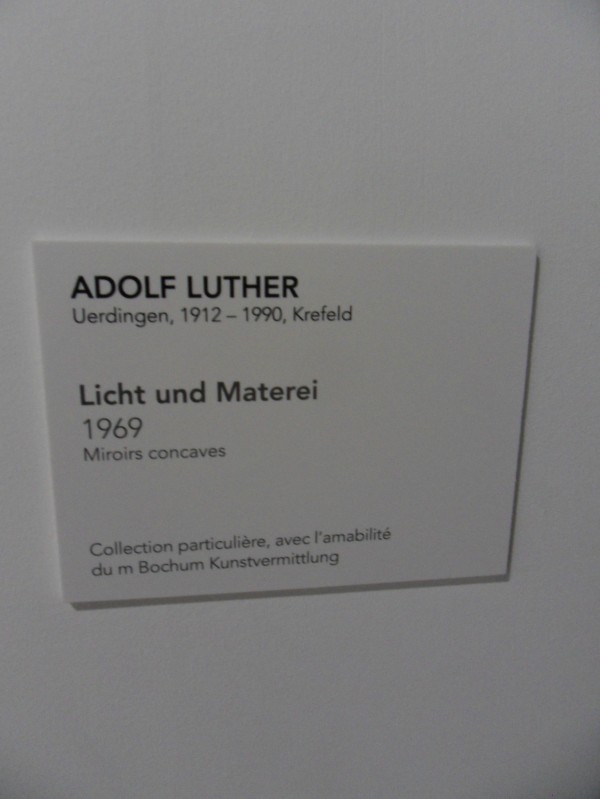 ADOLF LUTHER
Uerdingen, 1912 – 1990, Krefeld
Licht und Materei
1969
Miroirs concaves
Collection particulière, avec l'amabilité
du m Bochum Kunstvermittlung